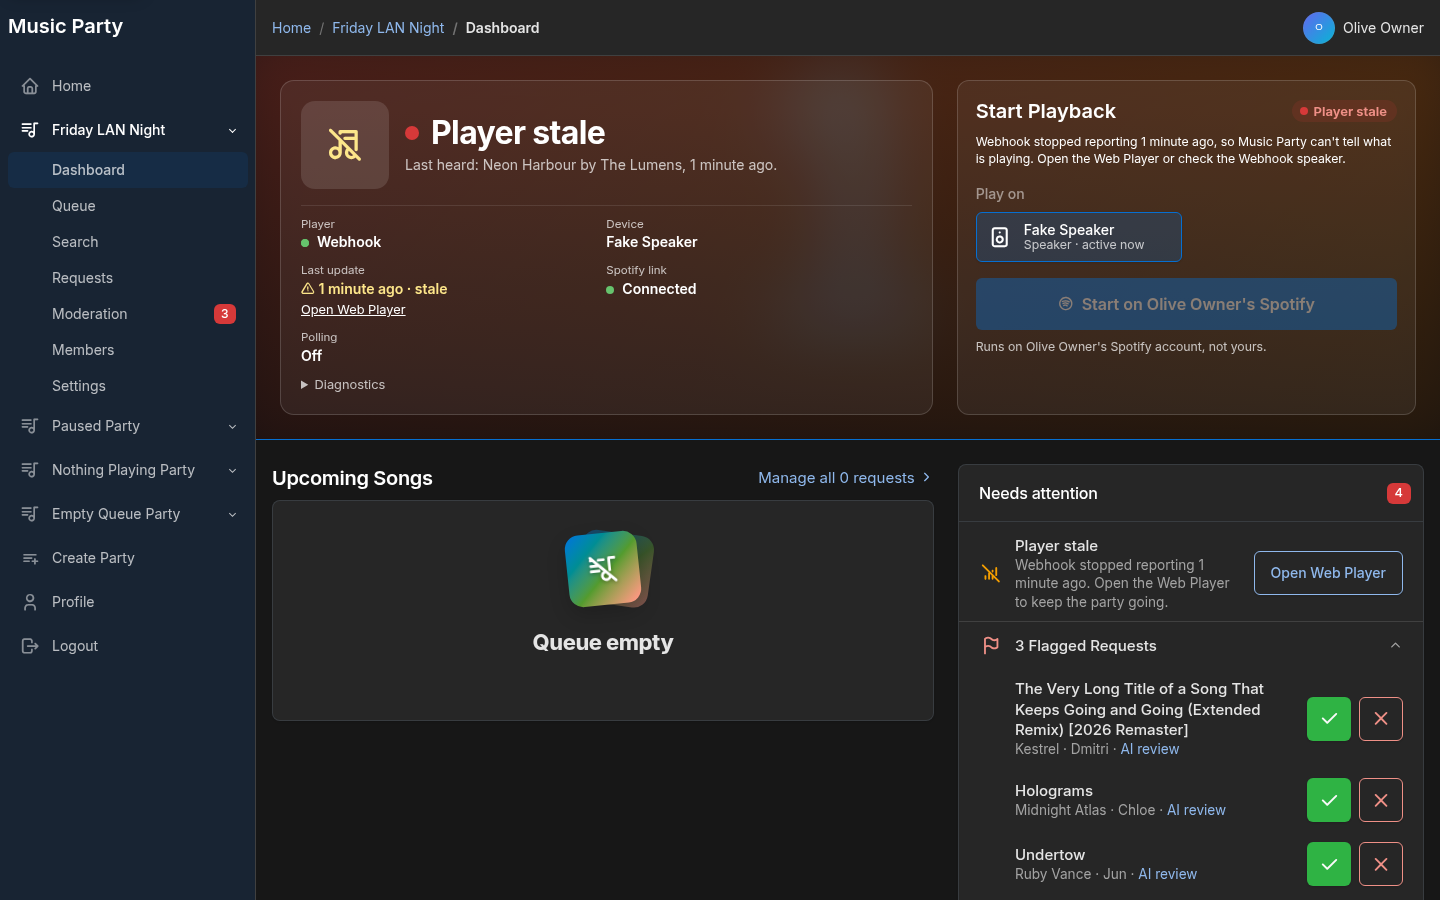 Music Party
Home
Friday LAN Night
Dashboard
Queue
Search
Requests
Moderation 3
Members
Settings
Paused Party
Nothing Playing Party
Empty Queue Party
Create Party
Profile
Logout
Home / Friday LAN Night / Dashboard
O Olive Owner
Player stale
Last heard: Neon Harbour by The Lumens, 1 minute ago.
Player
Webhook
Device
Fake Speaker
Last update
1 minute ago · stale
Open Web Player
Spotify link
Connected
Polling
Off
Diagnostics
Start Playback
Player stale
Webhook stopped reporting 1 minute ago, so Music Party can't tell what
is playing. Open the Web Player or check the Webhook speaker.
Play on
Fake Speaker
Speaker · active now
Start on Olive Owner's Spotify
Runs on Olive Owner's Spotify account, not yours.
Upcoming Songs
Manage all 0 requests
Queue empty
Needs attention 4
Player stale
Webhook stopped reporting 1
minute ago. Open the Web Player
to keep the party going.
Open Web Player
3 Flagged Requests
The Very Long Title of a Song That
Keeps Going and Going (Extended
Remix) [2026 Remaster]
Kestrel · Dmitri · AI review
Holograms
Midnight Atlas · Chloe · AI review
Undertow
Ruby Vance · Jun · AI review